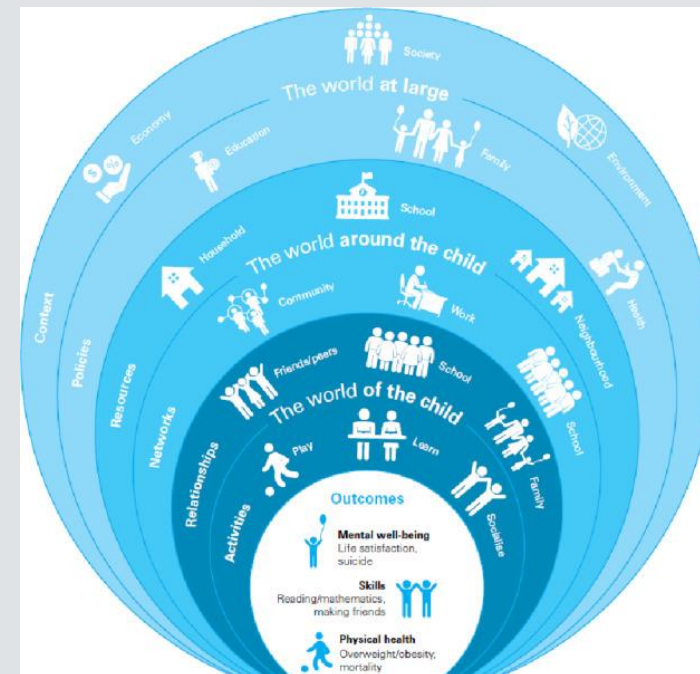 Society
The world at large
Economy
Education
Family
Environment
Health
Context
Policies
School
The world around the child
Household
Neighbourhood
Community
Work
School
Resources
Networks
Friends/peers
School
The world of the child
Family
Play
Learn
Socialise
Relationships
Activities
Outcomes
Mental well-being
Life satisfaction,
suicide
Skills
Reading/mathematics,
making friends
Physical health
Overweight/obesity,
mortality